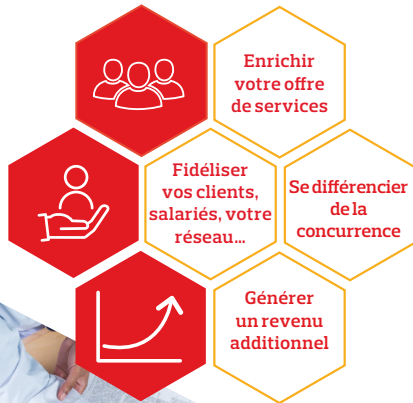 Enrichir
votre offre
de services
Fidéliser
vos clients,
salariés, votre
réseau...
Se différencier
de la
concurrence
Générer
un revenu
additionnel